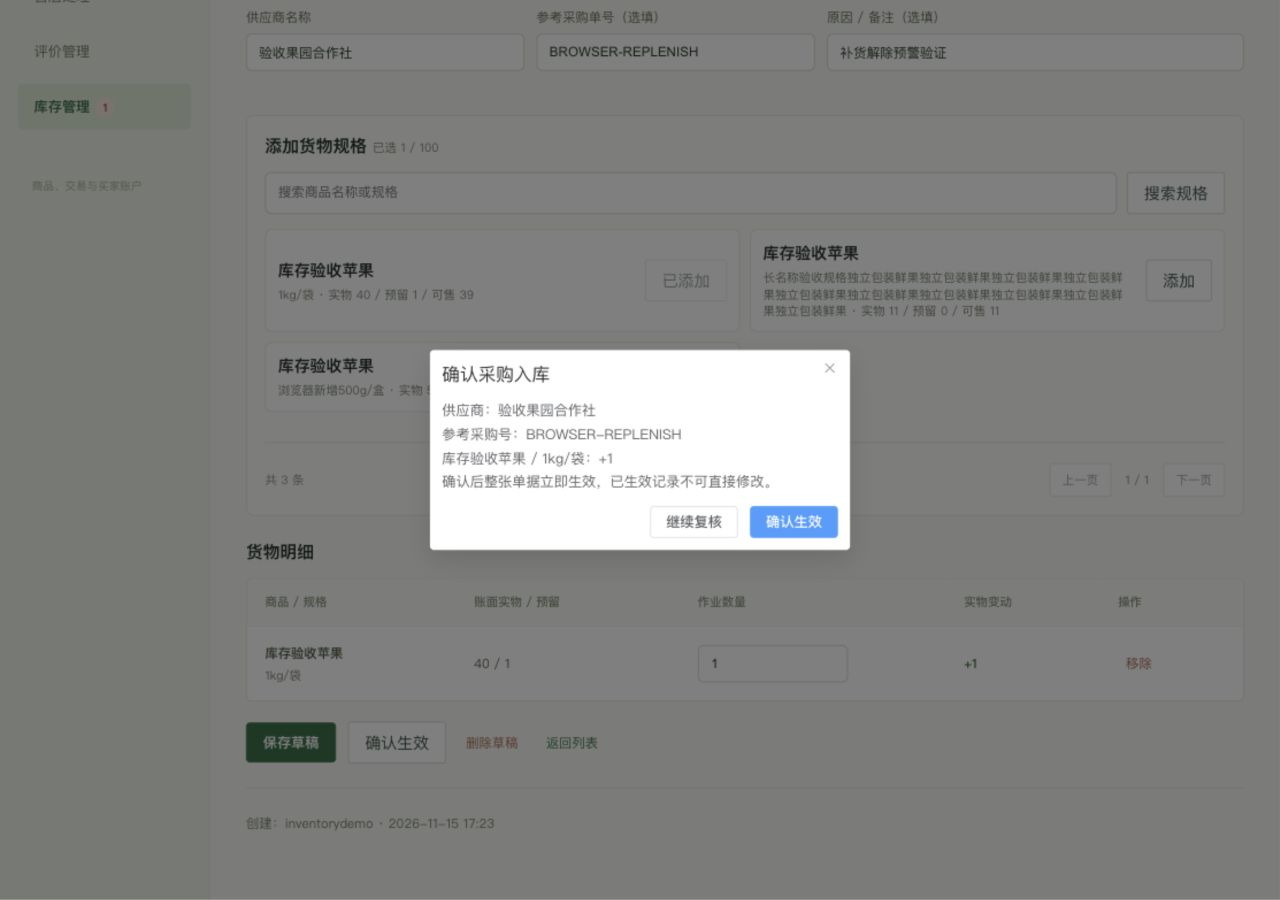 评价管理
库存管理 1
商品、交易与买家账户
供应商名称
参考采购单号（选填）
原因 / 备注（选填）
验收果园合作社
BROWSER-REPLENISH
补货解除预警验证
添加货物规格 已选 1 / 100
搜索商品名称或规格
搜索规格
库存验收苹果
1kg/袋 · 实物 40 / 预留 1 / 可售 39
已添加
库存验收苹果
长名称验收规格独立包装鲜果独立包装鲜果独立包装鲜果独立包装鲜
果独立包装鲜果独立包装鲜果独立包装鲜果独立包装鲜果独立包装鲜
果独立包装鲜果 · 实物 11 / 预留 0 / 可售 11
添加
库存验收苹果
浏览器新增500g/盒 · 实物
共 3 条
上一页
1 / 1
下一页
确认采购入库
供应商：验收果园合作社
参考采购号：BROWSER-REPLENISH
库存验收苹果 / 1kg/袋：+1
确认后整张单据立即生效，已生效记录不可直接修改。
继续复核
确认生效
货物明细
商品 / 规格
账面实物 / 预留
作业数量
实物变动
操作
库存验收苹果
1kg/袋
40 / 1
1
+1
移除
保存草稿
确认生效
删除草稿
返回列表
创建：inventorydemo · 2026-11-15 17:23